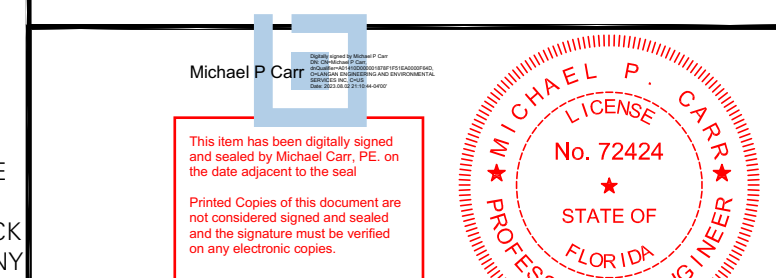 Michael P Carr
Digitally signed by Michael P Carr
DN: CN=Michael P Carr,
dnQualifier=A01410D000001878F1F51EA0000F04D,
O=LANGAN ENGINEERING AND ENVIRONMENTAL
SERVICES INC, C=US
Date: 2023.08.02 21:10:44-04'00'
This item has been digitally signed
and sealed by Michael Carr, PE. on
the date adjacent to the seal
Printed Copies of this document are
not considered signed and sealed
and the signature must be verified
on any electronic copies.
MICHAEL P. CARR
LICENSE
No. 72424
STATE OF
FLORIDA
E
CK
NY